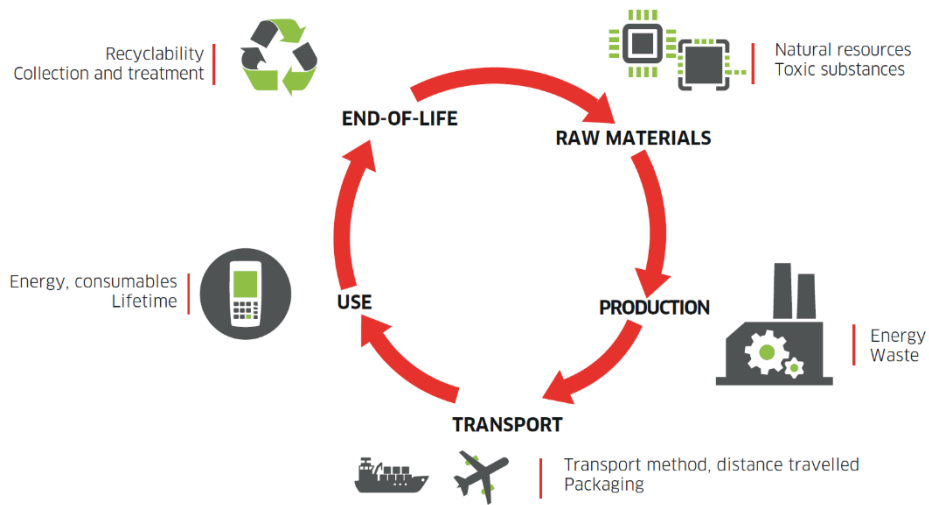 Recyclability
Collection and treatment
Natural resources
Toxic substances
END-OF-LIFE
RAW MATERIALS
Energy, consumables
Lifetime
USE
PRODUCTION
Energy
Waste
TRANSPORT
Transport method, distance travelled
Packaging